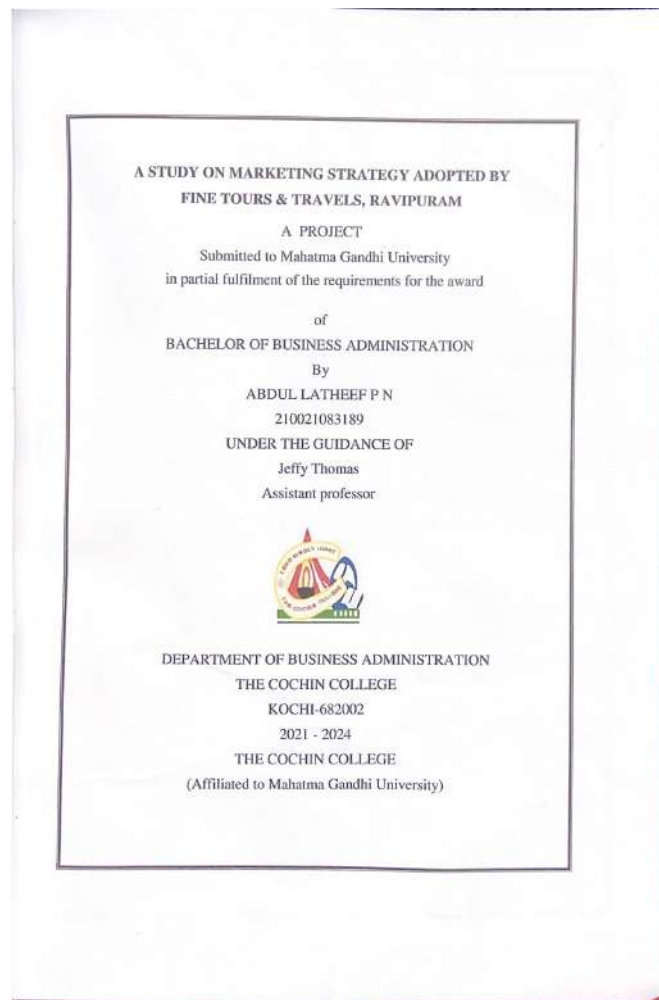 A STUDY ON MARKETING STRATEGY ADOPTED BY
FINE TOURS & TRAVELS, RAVIPURAM
A PROJECT
Submitted to Mahatma Gandhi University
in partial fulfilment of the requirements for the award
of
BACHELOR OF BUSINESS ADMINISTRATION
By
ABDUL LATHEEF P N
210021083189
UNDER THE GUIDANCE OF
Jeffy Thomas
Assistant professor
THE COCHIN COLLEGE
DEPARTMENT OF BUSINESS ADMINISTRATION
THE COCHIN COLLEGE
KOCHI-682002
2021 - 2024
THE COCHIN COLLEGE
(Affiliated to Mahatma Gandhi University)